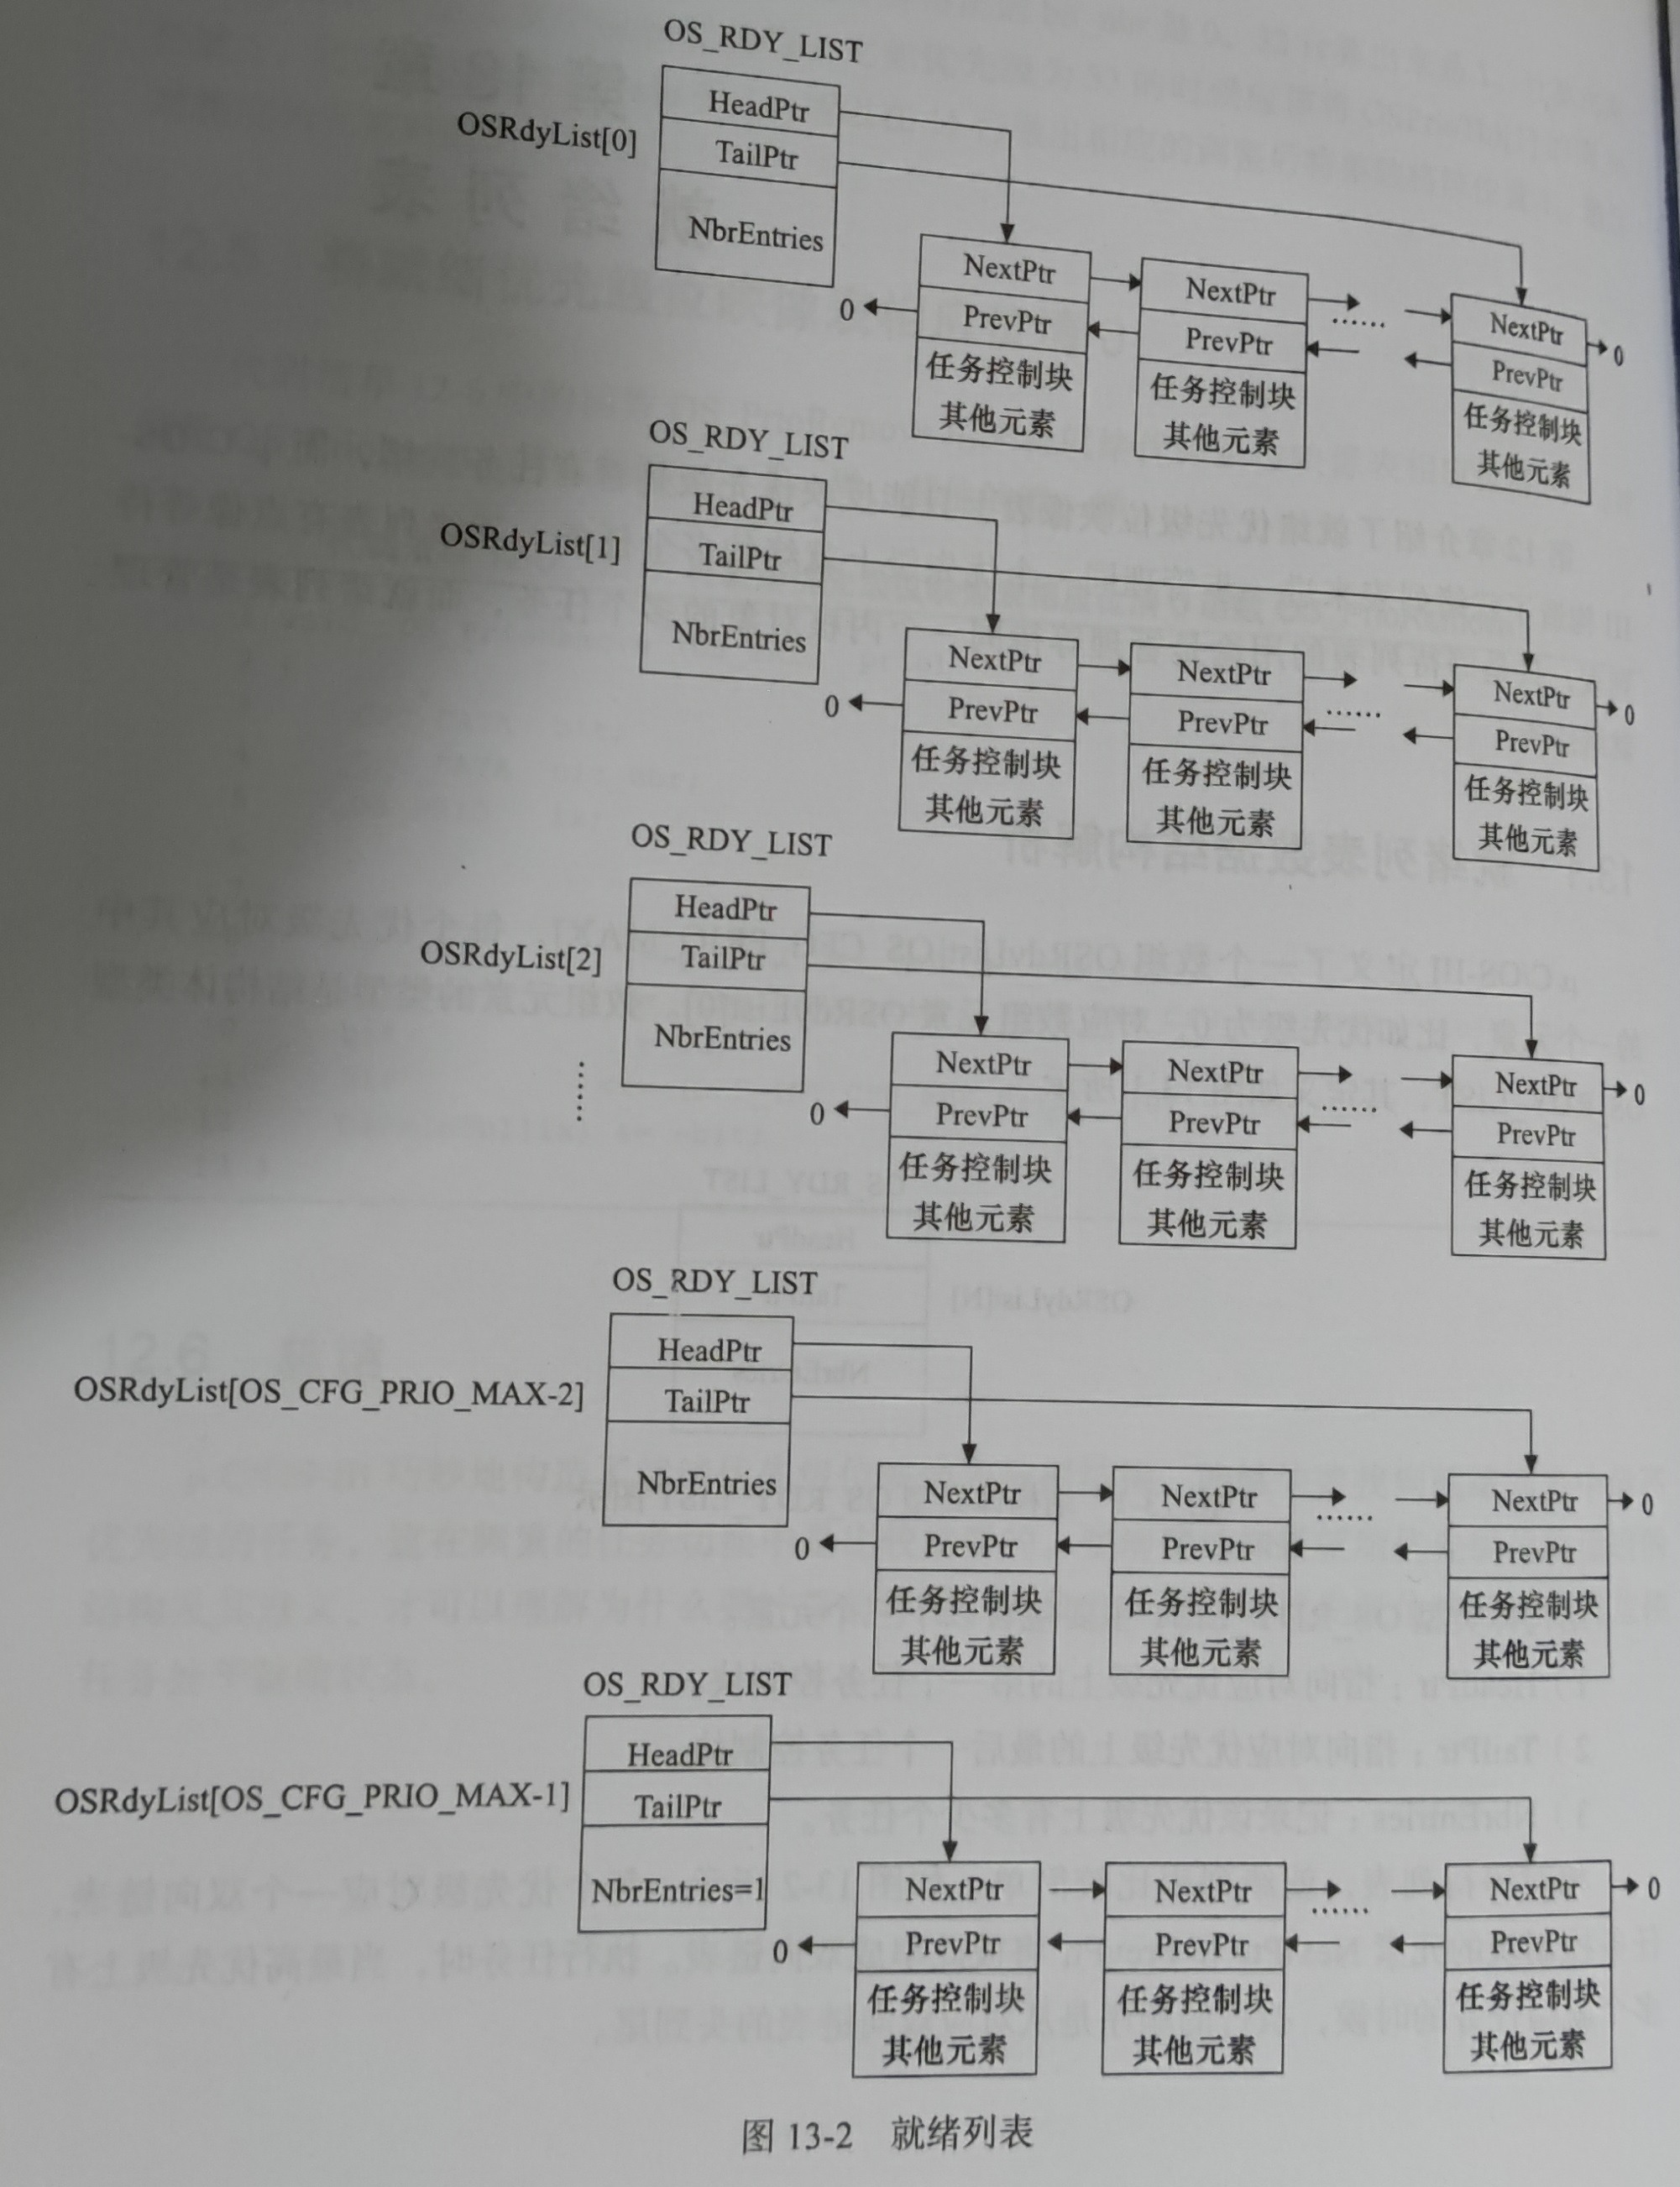 OS_RDY_LIST
OSRdyList[0]
HeadPtr
TailPtr
NbrEntries
0
NextPtr
PrevPtr
任务控制块
其他元素
NextPtr
PrevPtr
任务控制块
其他元素
......
NextPtr
PrevPtr
任务控制块
其他元素
0
OS_RDY_LIST
OSRdyList[1]
HeadPtr
TailPtr
NbrEntries
0
NextPtr
PrevPtr
任务控制块
其他元素
NextPtr
PrevPtr
任务控制块
其他元素
......
NextPtr
PrevPtr
任务控制块
其他元素
0
OS_RDY_LIST
OSRdyList[2]
HeadPtr
TailPtr
NbrEntries
......
0
NextPtr
PrevPtr
任务控制块
其他元素
NextPtr
PrevPtr
任务控制块
其他元素
......
NextPtr
PrevPtr
任务控制块
其他元素
0
OS_RDY_LIST
OSRdyList[OS_CFG_PRIO_MAX-2]
HeadPtr
TailPtr
NbrEntries
0
NextPtr
PrevPtr
任务控制块
其他元素
NextPtr
PrevPtr
任务控制块
其他元素
......
NextPtr
PrevPtr
任务控制块
其他元素
0
OS_RDY_LIST
OSRdyList[OS_CFG_PRIO_MAX-1]
HeadPtr
TailPtr
NbrEntries=1
0
NextPtr
PrevPtr
任务控制块
其他元素
NextPtr
PrevPtr
任务控制块
其他元素
......
NextPtr
PrevPtr
任务控制块
其他元素
0
图 13-2 就绪列表